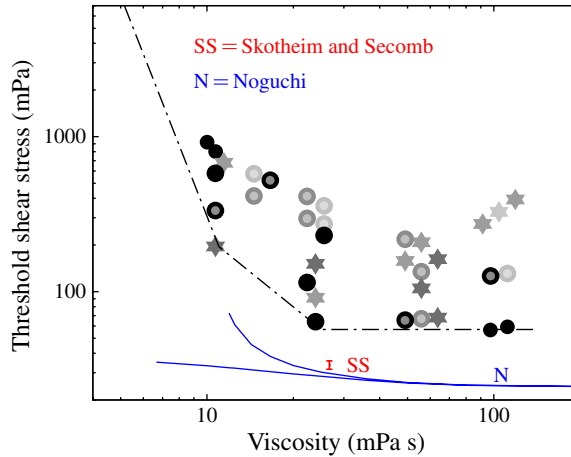 SS = Skotheim and Secomb
N = Noguchi
1000
100
Threshold shear stress (mPa)
SS
N
10
100
Viscosity (mPa s)